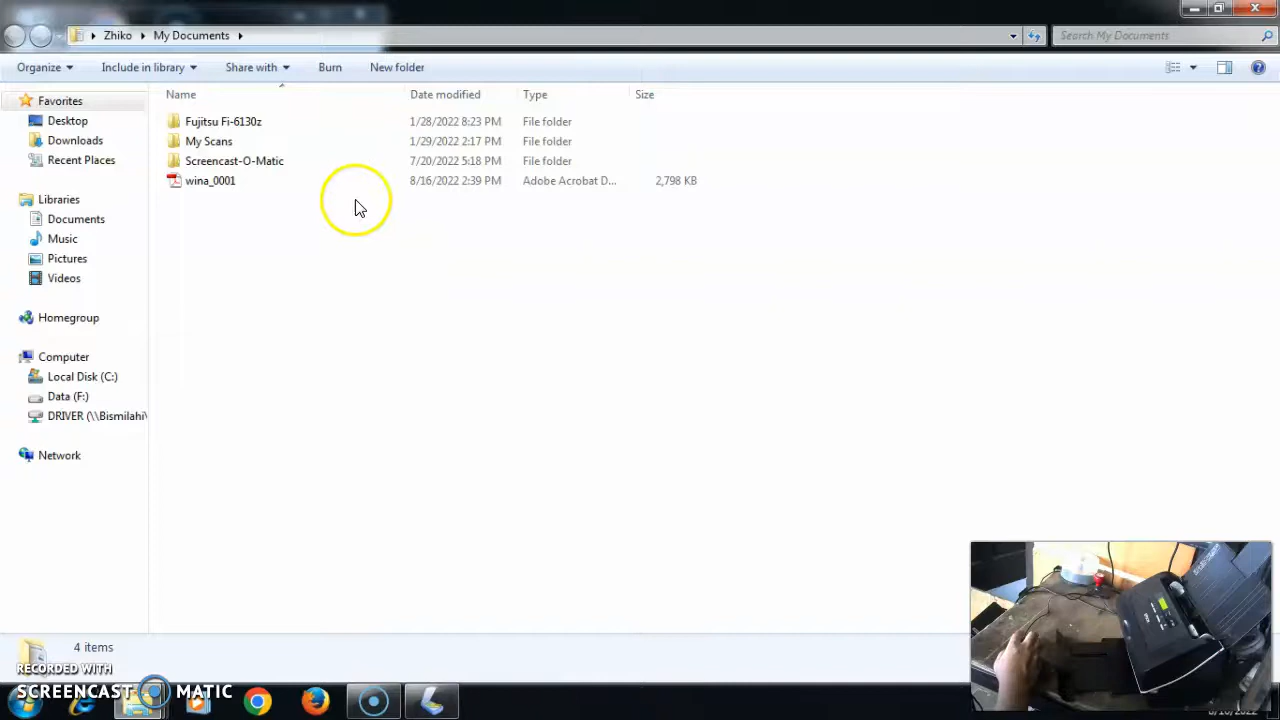 Zhiko My Documents
Search My Documents
Organize Include in library Share with Burn New folder
Name Date modified Type Size
Favorites
Desktop
Downloads
Recent Places
Libraries
Documents
Music
Pictures
Videos
Homegroup
Computer
Local Disk (C:)
Data (F:)
DRIVER (\\Bismilahi\
Network
Fujitsu Fi-6130z 1/28/2022 8:23 PM File folder
My Scans 1/29/2022 2:17 PM File folder
Screencast-O-Matic 7/20/2022 5:18 PM File folder
wina_0001 8/16/2022 2:39 PM Adobe Acrobat D... 2,798 KB
4 items
RECORDED WITH
SCREENCAST MATIC